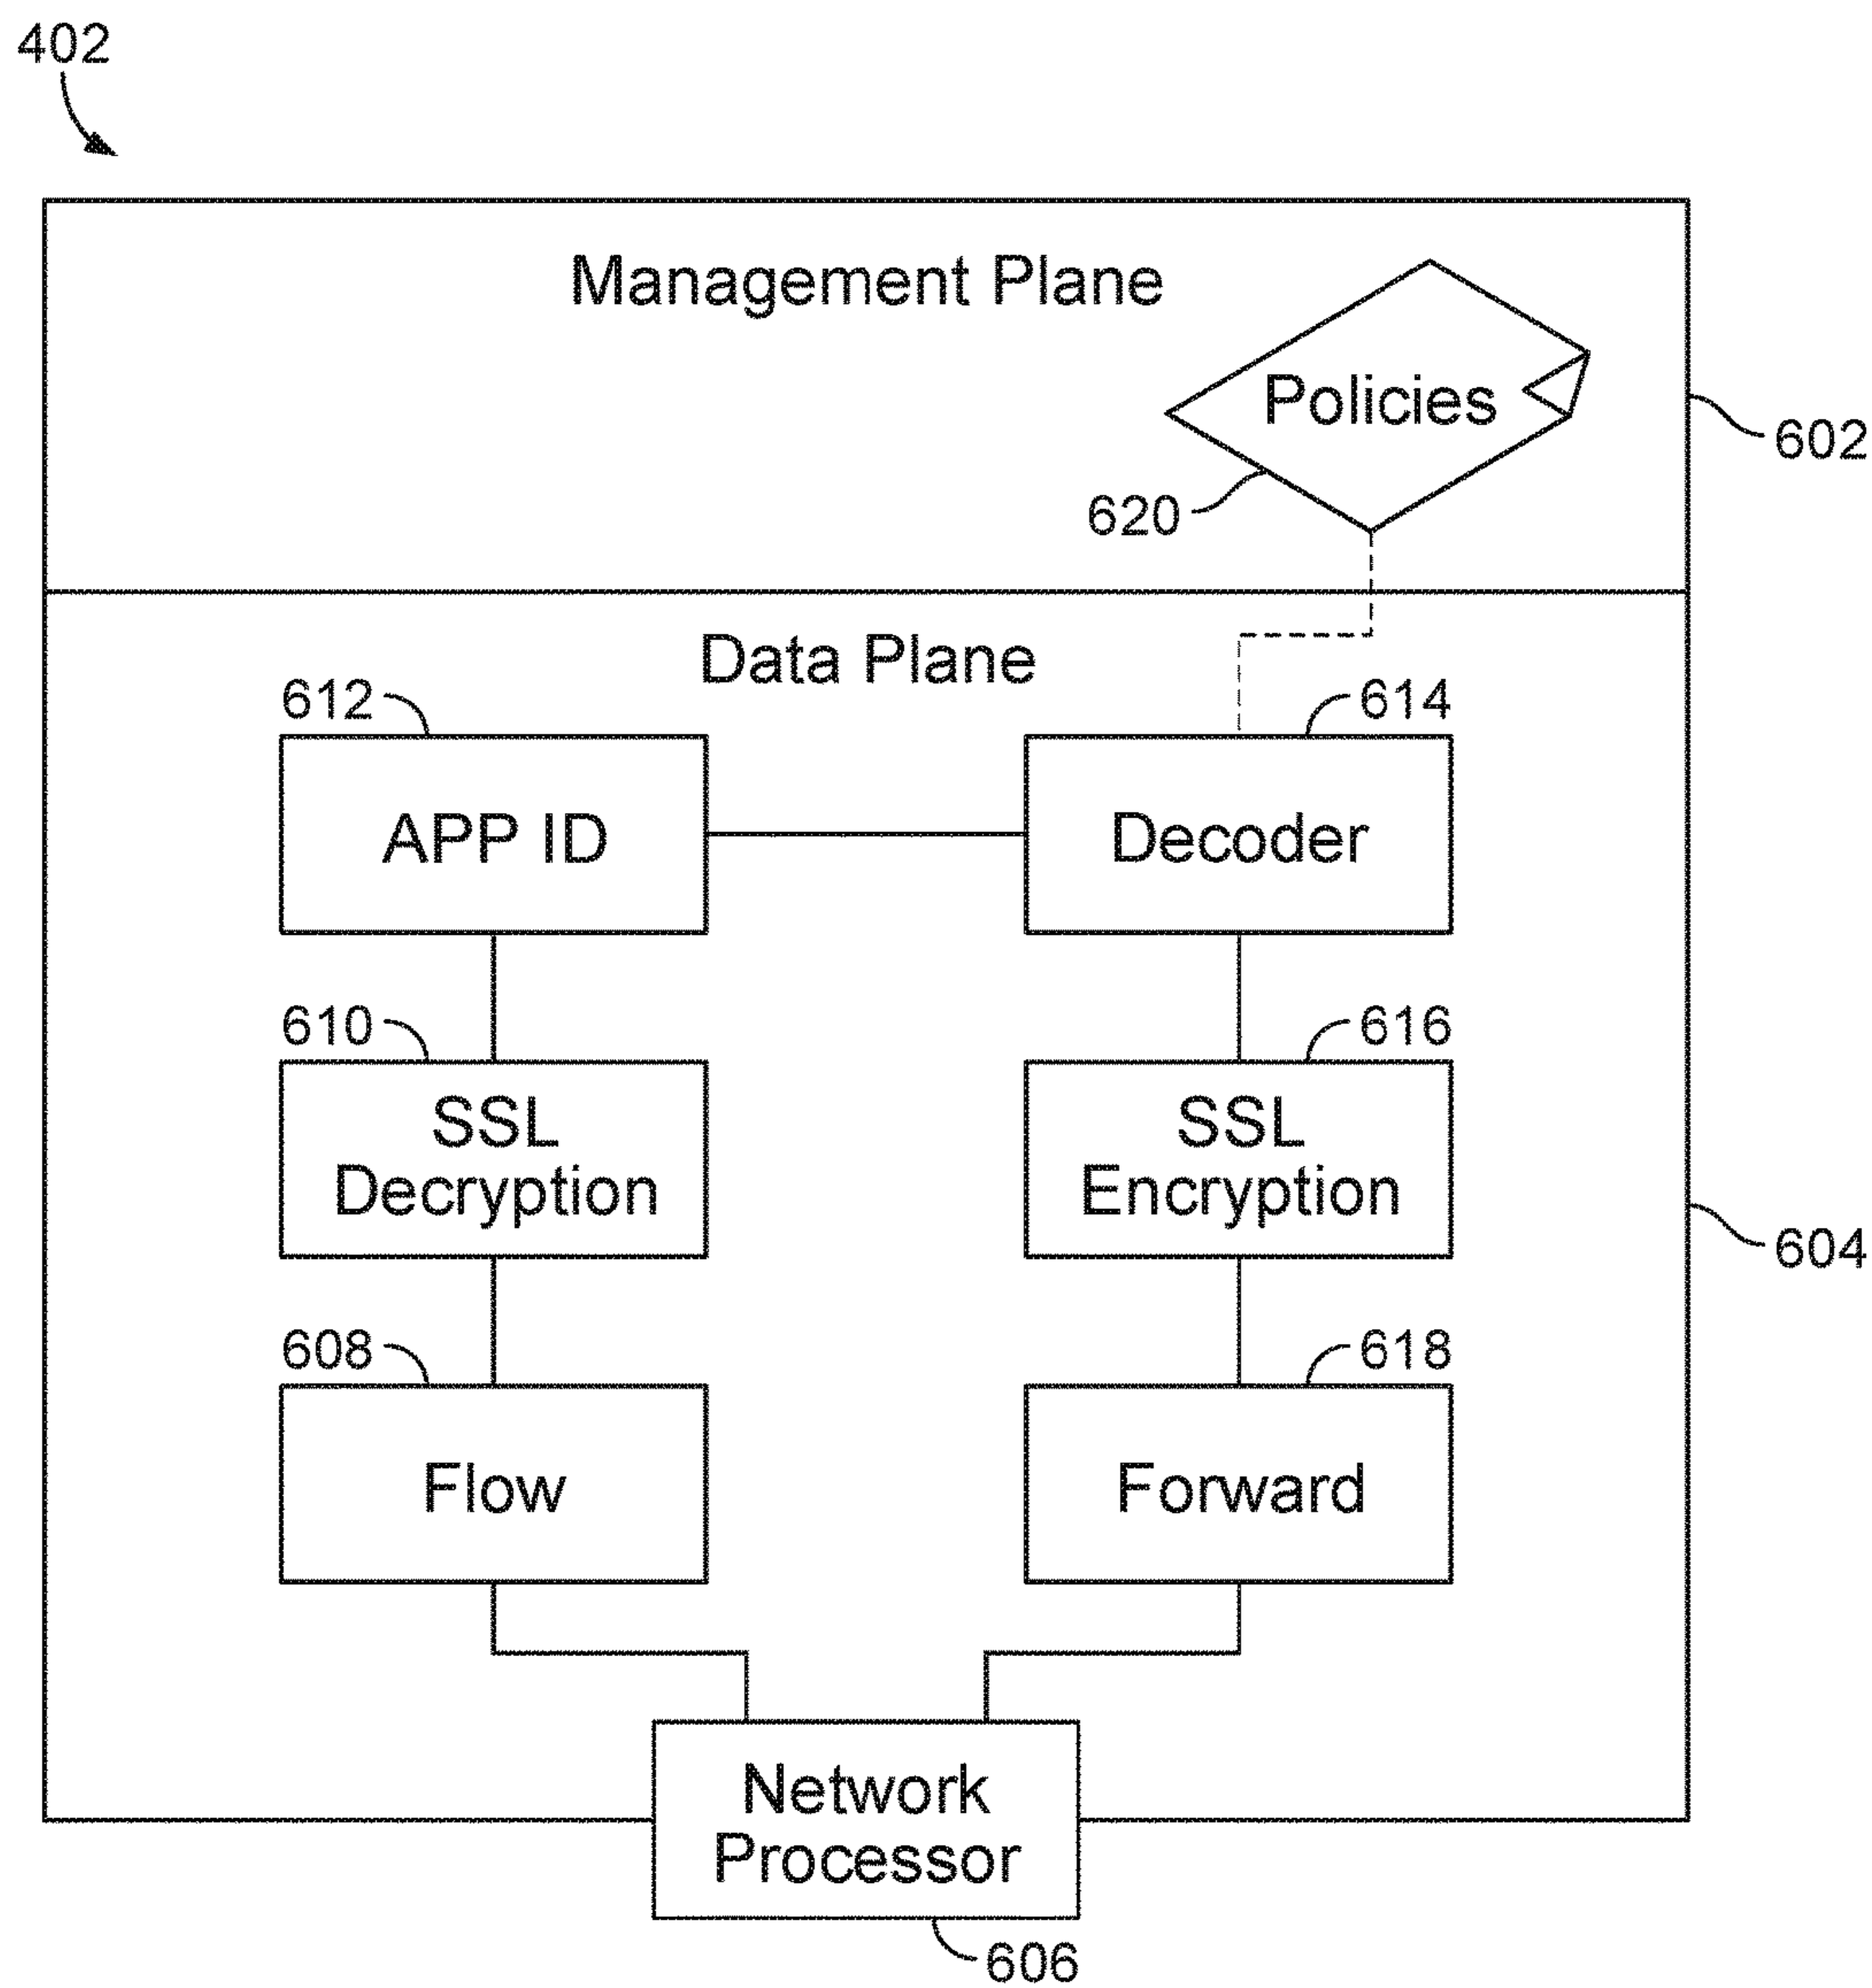 402
Management Plane
Policies
602
620
Data Plane
612
614
APP ID
Decoder
610
616
SSL
Decryption
SSL
Encryption
604
608
618
Flow
Forward
Network
Processor
606